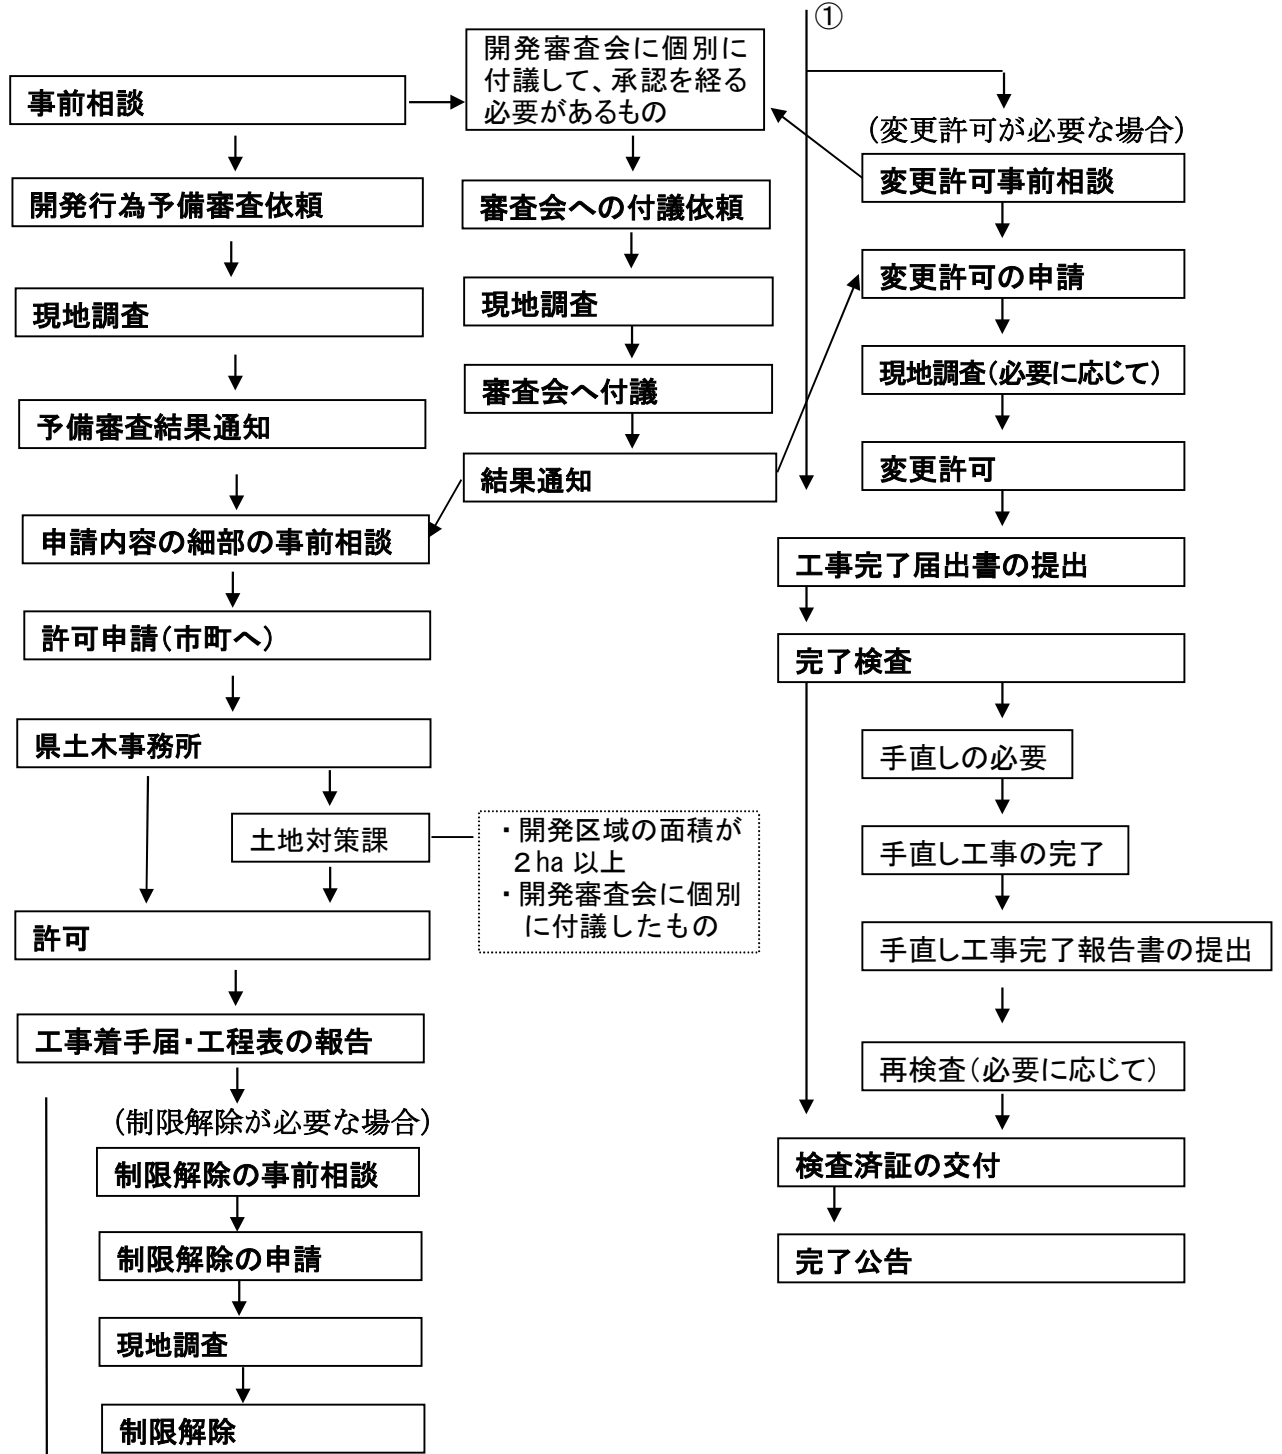 事前相談
開発行為予備審査依頼
現地調査
予備審査結果通知
申請内容の細部の事前相談
許可申請(市町へ)
県土木事務所
土地対策課
許可
工事着手届・工程表の報告
(制限解除が必要な場合)
制限解除の事前相談
制限解除の申請
現地調査
制限解除
開発審査会に個別に
付議して、承認を経る
必要があるもの
審査会への付議依頼
現地調査
審査会へ付議
結果通知
・開発区域の面積が
２ha 以上
・開発審査会に個別
に付議したもの
①
(変更許可が必要な場合)
変更許可事前相談
変更許可の申請
現地調査(必要に応じて)
変更許可
工事完了届出書の提出
完了検査
手直しの必要
手直し工事の完了
手直し工事完了報告書の提出
再検査(必要に応じて)
検査済証の交付
完了公告